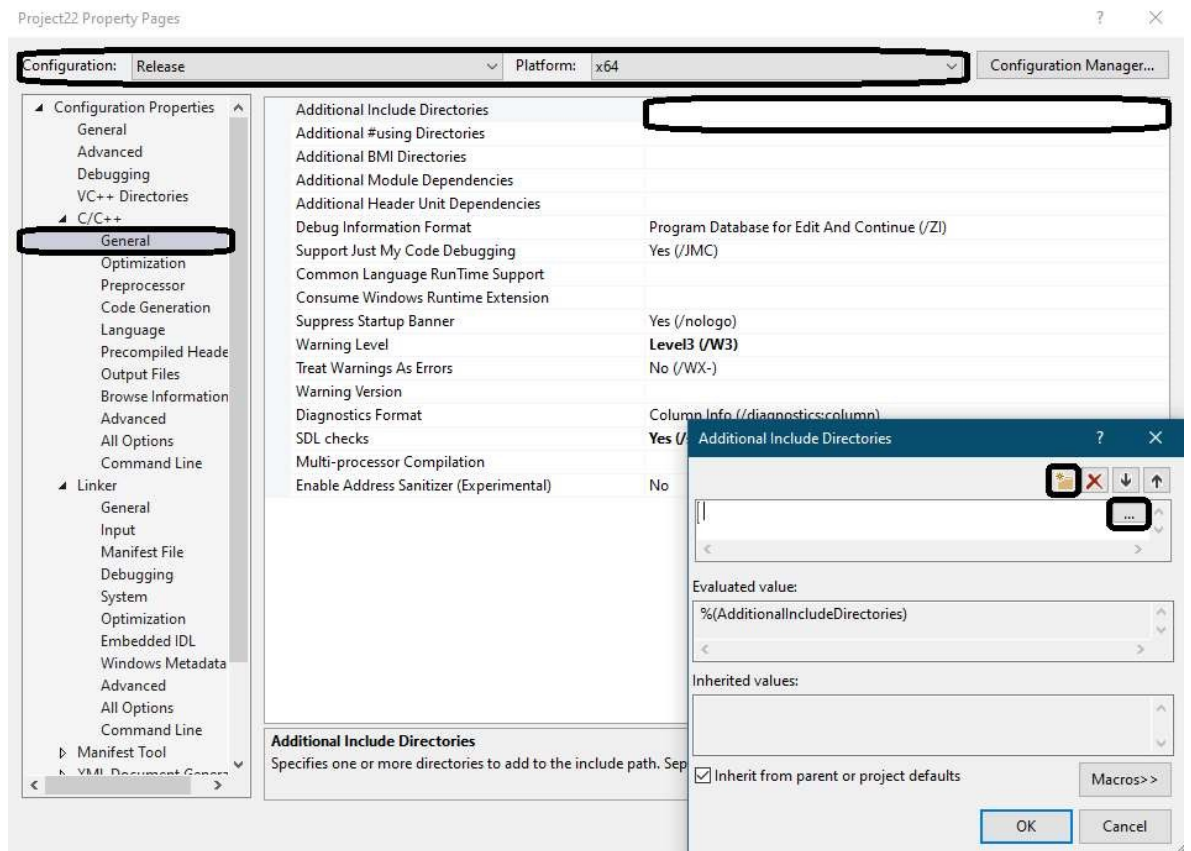 Project22 Property Pages
Configuration: Release Platform: x64 Configuration Manager...
Configuration Properties
General
Advanced
Debugging
VC++ Directories
C/C++
General
Optimization
Preprocessor
Code Generation
Language
Precompiled Heade
Output Files
Browse Information
Advanced
All Options
Command Line
Linker
General
Input
Manifest File
Debugging
System
Optimization
Embedded IDL
Windows Metadata
Advanced
All Options
Command Line
Manifest Tool
Additional Include Directories
Additional #using Directories
Additional BMI Directories
Additional Module Dependencies
Additional Header Unit Dependencies
Debug Information Format Program Database for Edit And Continue (/ZI)
Support Just My Code Debugging Yes (/JMC)
Common Language RunTime Support
Consume Windows Runtime Extension
Suppress Startup Banner Yes (/nologo)
Warning Level Level3 (/W3)
Treat Warnings As Errors No (/WX-)
Warning Version
Diagnostics Format Column Info (/diagnostics:column)
SDL checks Yes (/
Multi-processor Compilation
Enable Address Sanitizer (Experimental) No
Additional Include Directories
Specifies one or more directories to add to the include path. Sep
Additional Include Directories
...
Evaluated value:
%(AdditionalIncludeDirectories)
Inherited values:
Inherit from parent or project defaults
Macros>>
OK Cancel